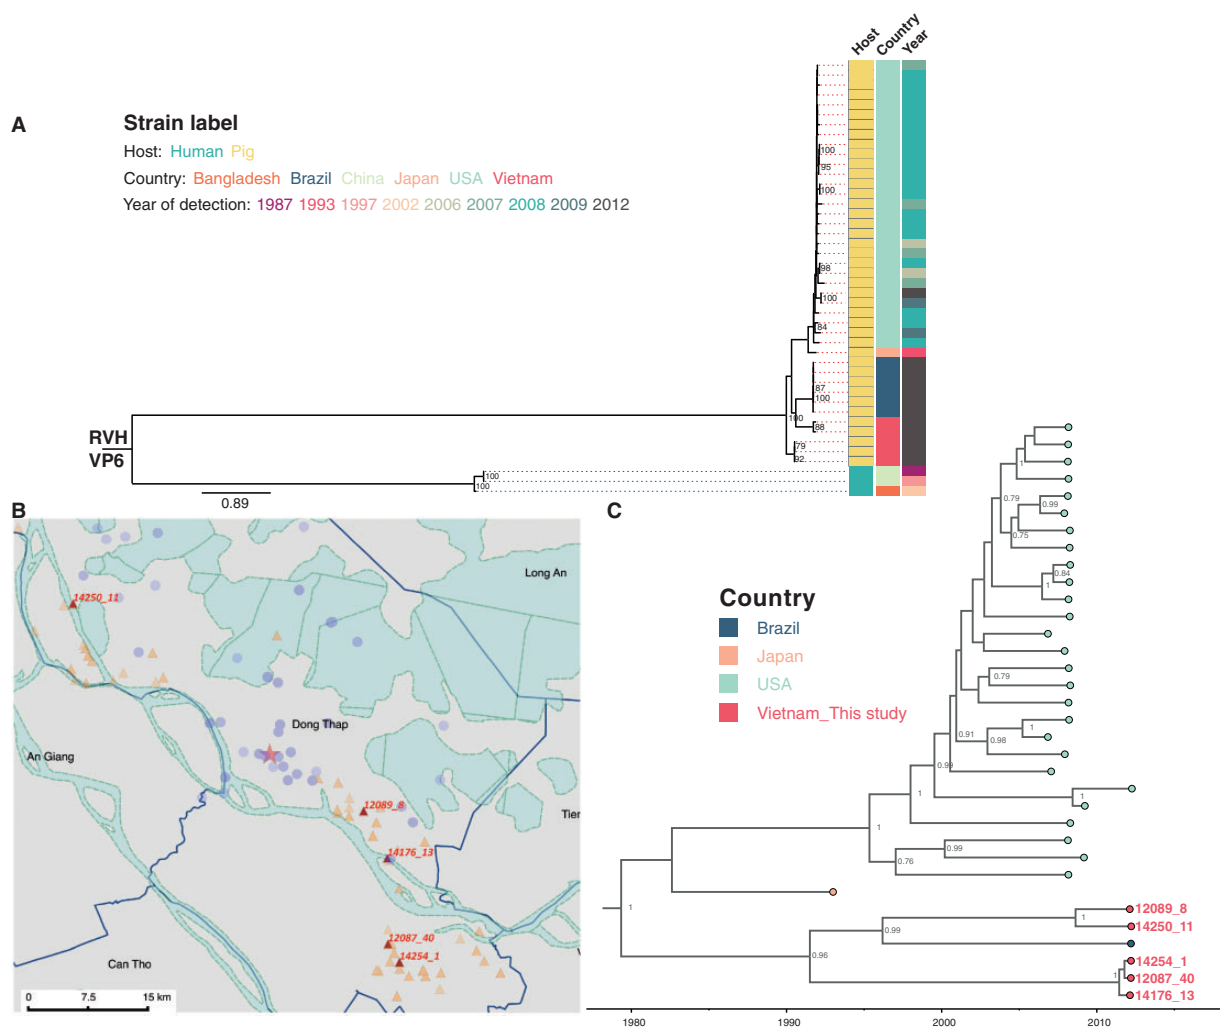 Host Country Year
A
Strain label
Host: Human Pig
Country: Bangladesh Brazil China Japan USA Vietnam
Year of detection: 1987 1993 1997 2002 2006 2007 2008 2009 2012
100
95
100
98
100
84
87
100
100
88
79
92
RVH
VP6
100
100
0.89
B
Long An
14250_11
Dong Thap
An Giang
12089_8
Tier
14176_13
12087_40
14254_1
Can Tho
0 7.5 15 km
C
Country
Brazil
Japan
USA
Vietnam_This study
1
0.79
0.99
0.75
0.84
1
0.79
1
0.91
0.98
0.99
1
1
1
0.99
0.76
1
12089_8
1
14250_11
0.99
0.96
14254_1
1
12087_40
14176_13
1980 1990 2000 2010